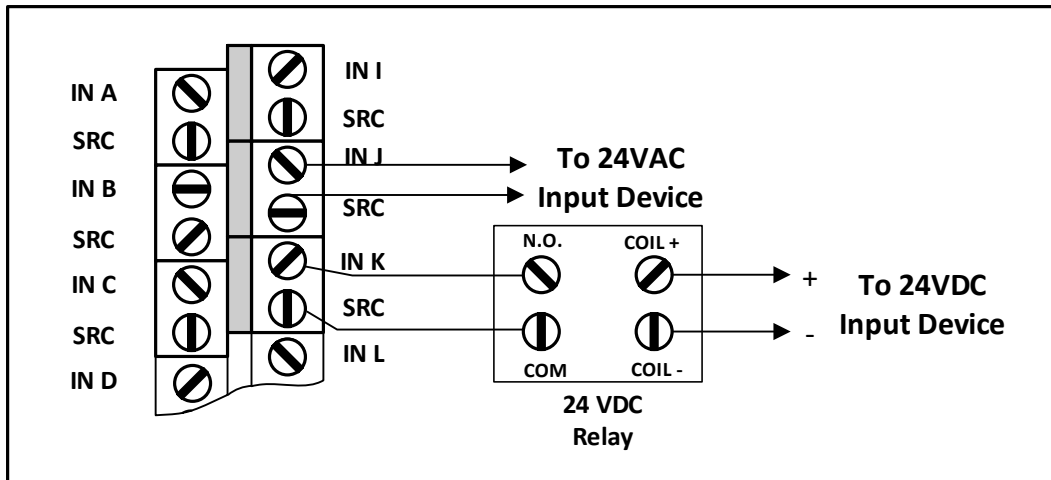 IN A
SRC
IN B
SRC
IN C
SRC
IN D
IN I
SRC
IN J
SRC
IN K
SRC
IN L
To 24VAC
Input Device
N.O.
COIL +
COM
COIL -
24 VDC
Relay
+
-
To 24VDC
Input Device